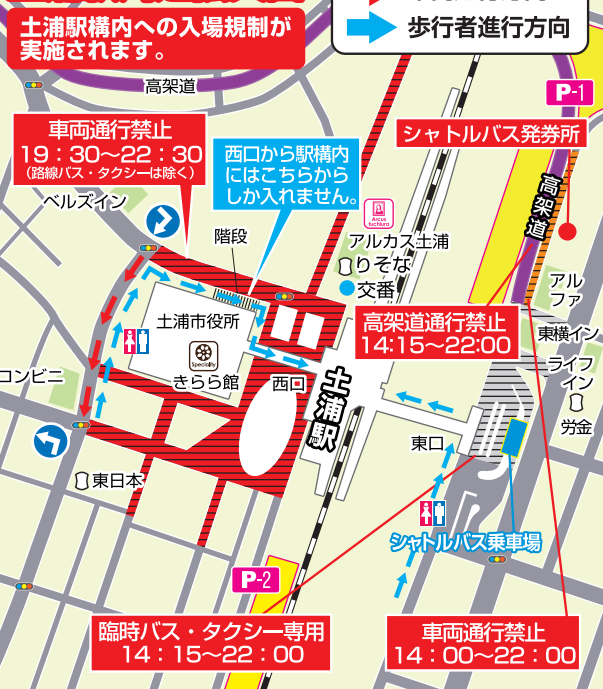 土浦駅構内への入場規制が
実施されます。
歩行者進行方向
高架道
P-1
車両通行禁止
19：30～22：30
(路線バス・タクシーは除く)
西口から駅構内
にはこちらから
しか入れません。
シャトルバス発券所
高架道
ベルズイン
階段
Arcus
tuchiura
アルカス土浦
りそな
交番
アル
ファ
土浦市役所
高架道通行禁止
14:15～22:00
東横イン
Speciality
きらら館
西口
土浦駅
ライフ
イン
コンビニ
労金
東口
東日本
シャトルバス乗車場
P-2
臨時バス・タクシー専用
14：15～22：00
車両通行禁止
14：00～22：00